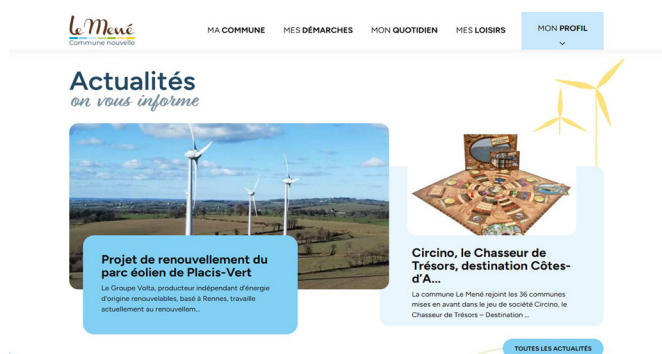 le Mené
Commune nouvelle
MA COMMUNE
MES DÉMARCHES
MON QUOTIDIEN
MES LOISIRS
MON PROFIL
Actualités
on vous informe
Projet de renouvellement du
parc éolien de Placis-Vert
Le Groupe Volta, producteur indépendant d'énergie
d'origine renouvelables, basé à Rennes, travaille
actuellement au renouvellem...
Circino, le Chasseur de
Trésors, destination Côtes-
d'A...
La commune Le Mené rejoint les 36 communes
mises en avant dans le jeu de société Circino, le
Chasseur de Trésors – Destination ...
TOUTES LES ACTUALITÉS